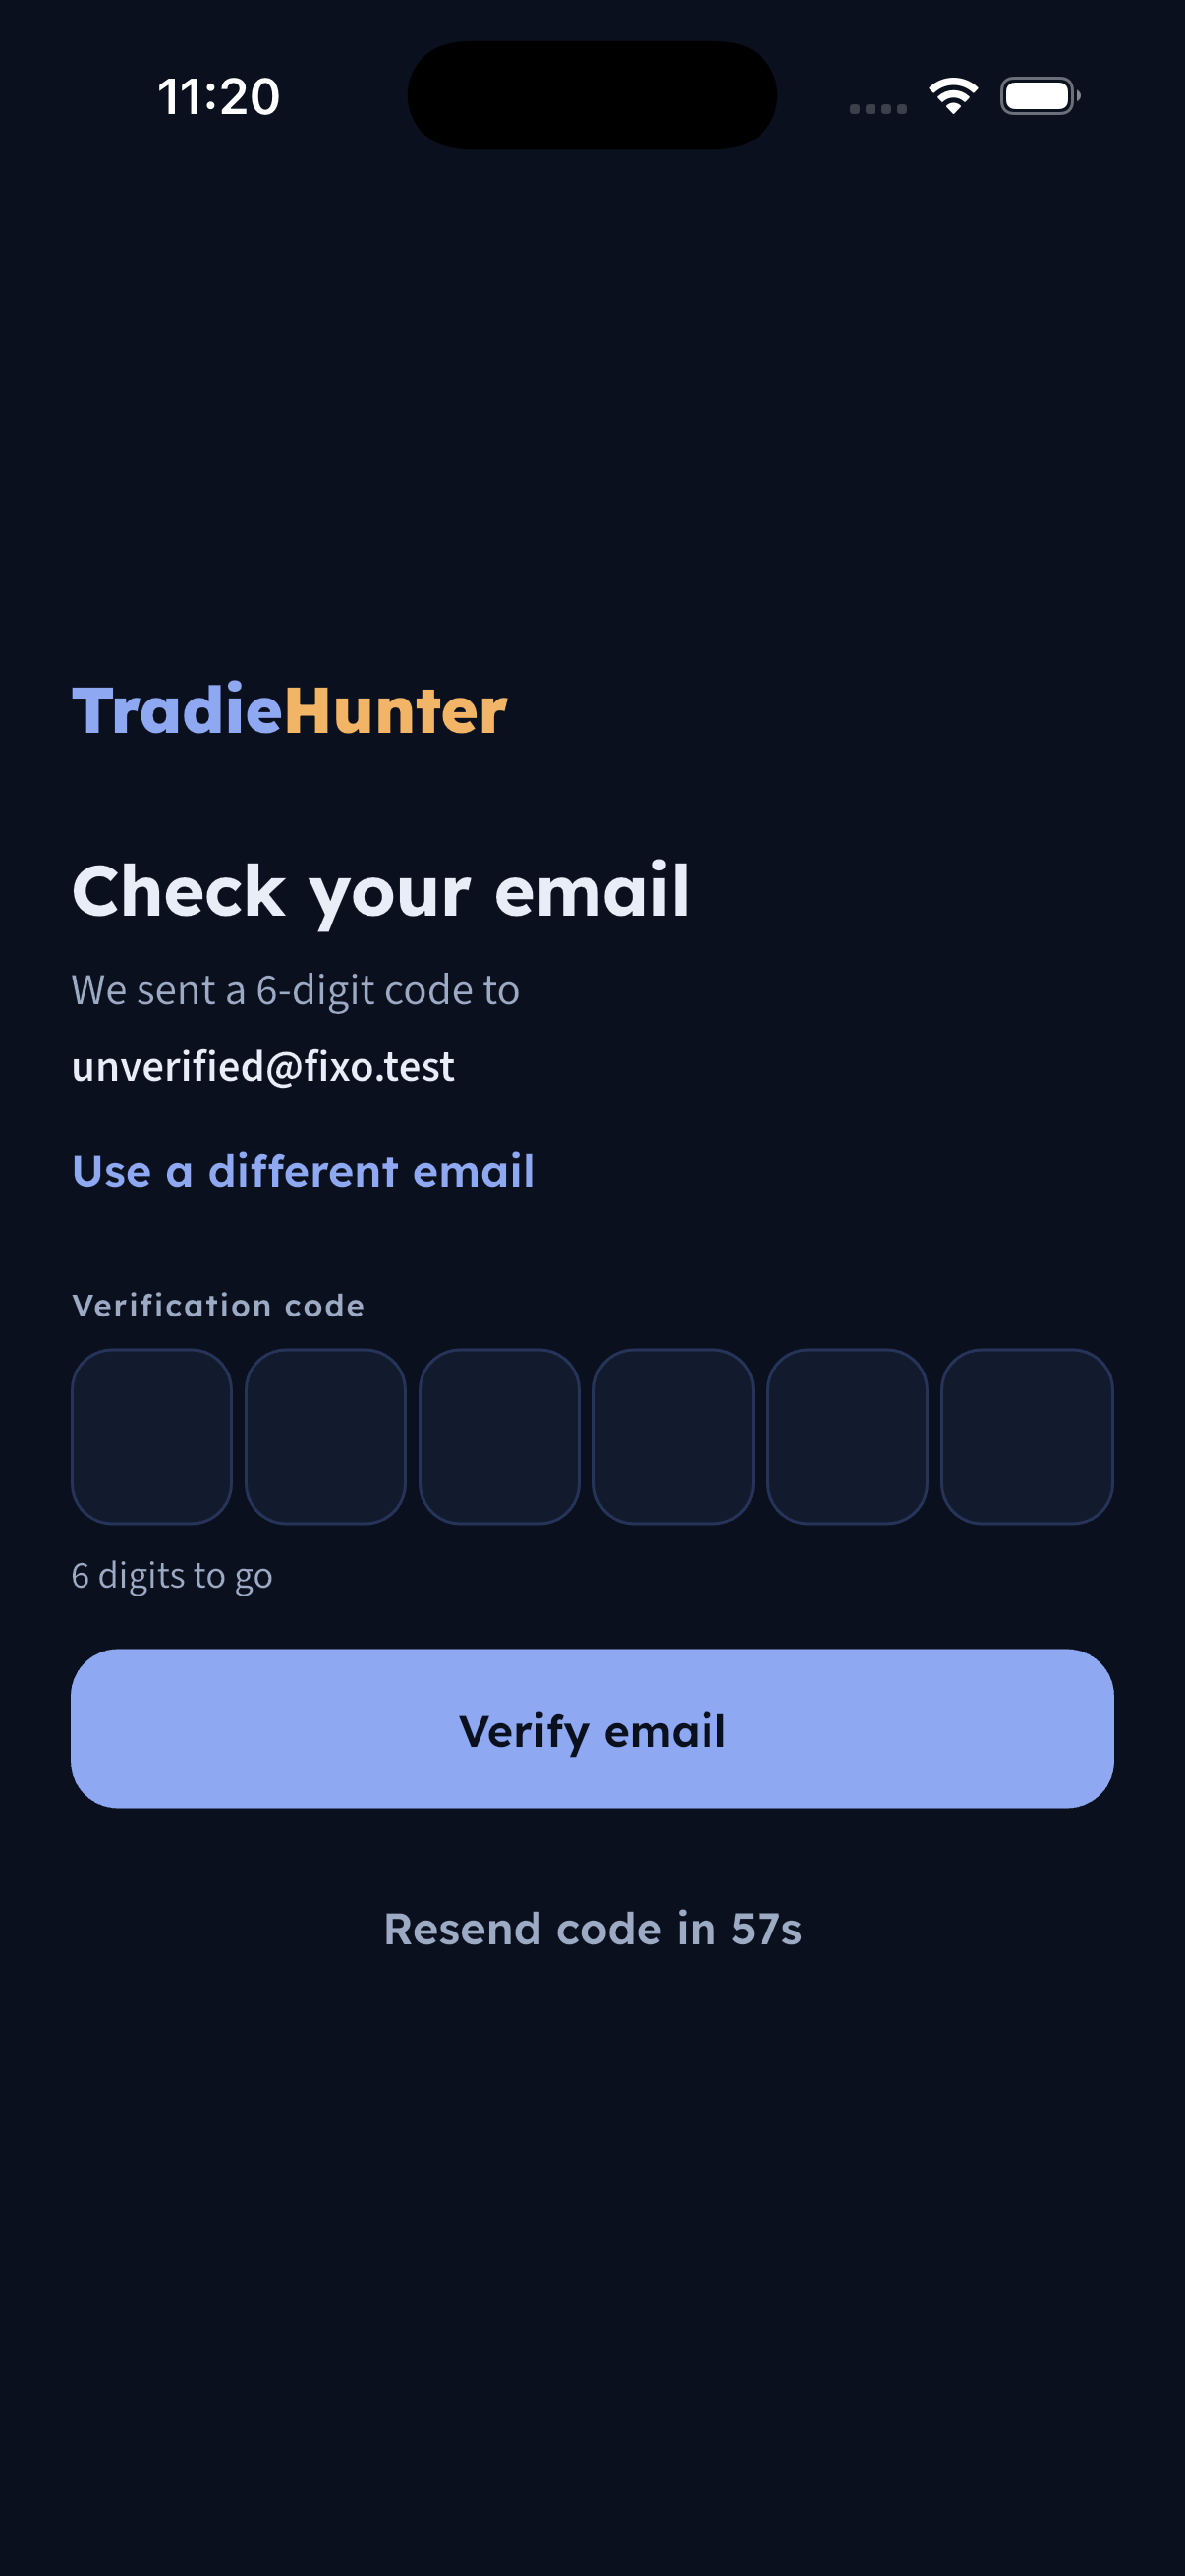 11:20
TradieHunter
Check your email
We sent a 6-digit code to
unverified@fixo.test
Use a different email
Verification code
6 digits to go
Verify email
Resend code in 57s